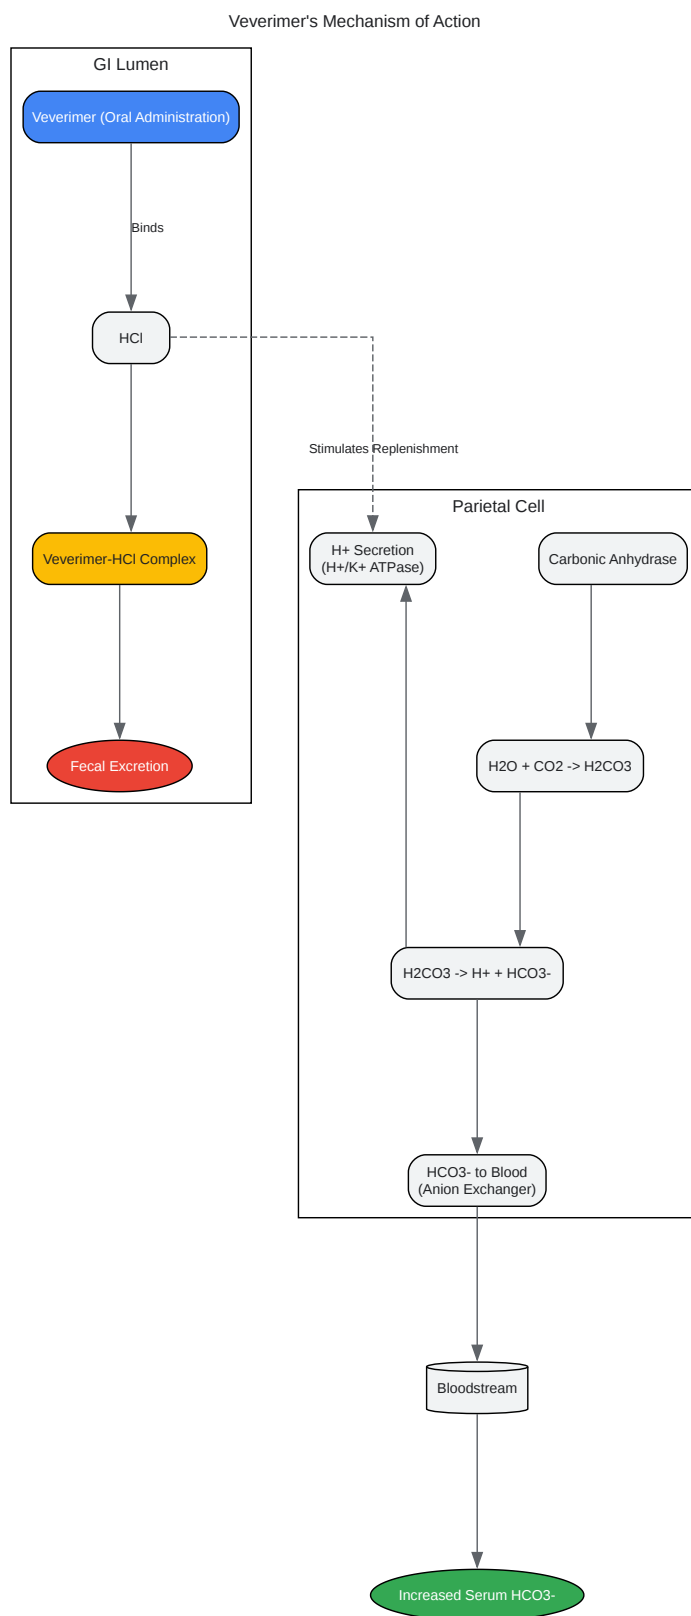 Veverimer's Mechanism of Action
GI Lumen
Veverimer (Oral Administration)
Binds
HCl
Stimulates Replenishment
Parietal Cell
H+ Secretion
(H+/K+ ATPase)
Carbonic Anhydrase
Veverimer-HCl Complex
H2O + CO2 -> H2CO3
Fecal Excretion
H2CO3 -> H+ + HCO3-
HCO3- to Blood
(Anion Exchanger)
Bloodstream
Increased Serum HCO3-